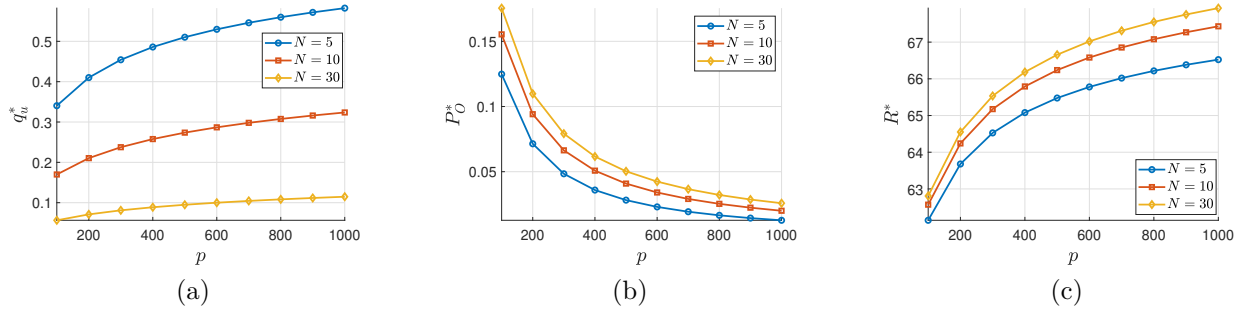 0.5
0.4
0.3
0.2
0.1
q_u^*
200 400 600 800 1000
p
N = 5
N = 10
N = 30
(a)
0.15
0.1
0.05
P_O^*
200 400 600 800 1000
p
N = 5
N = 10
N = 30
(b)
67
66
65
64
63
R^*
200 400 600 800 1000
p
N = 5
N = 10
N = 30
(c)